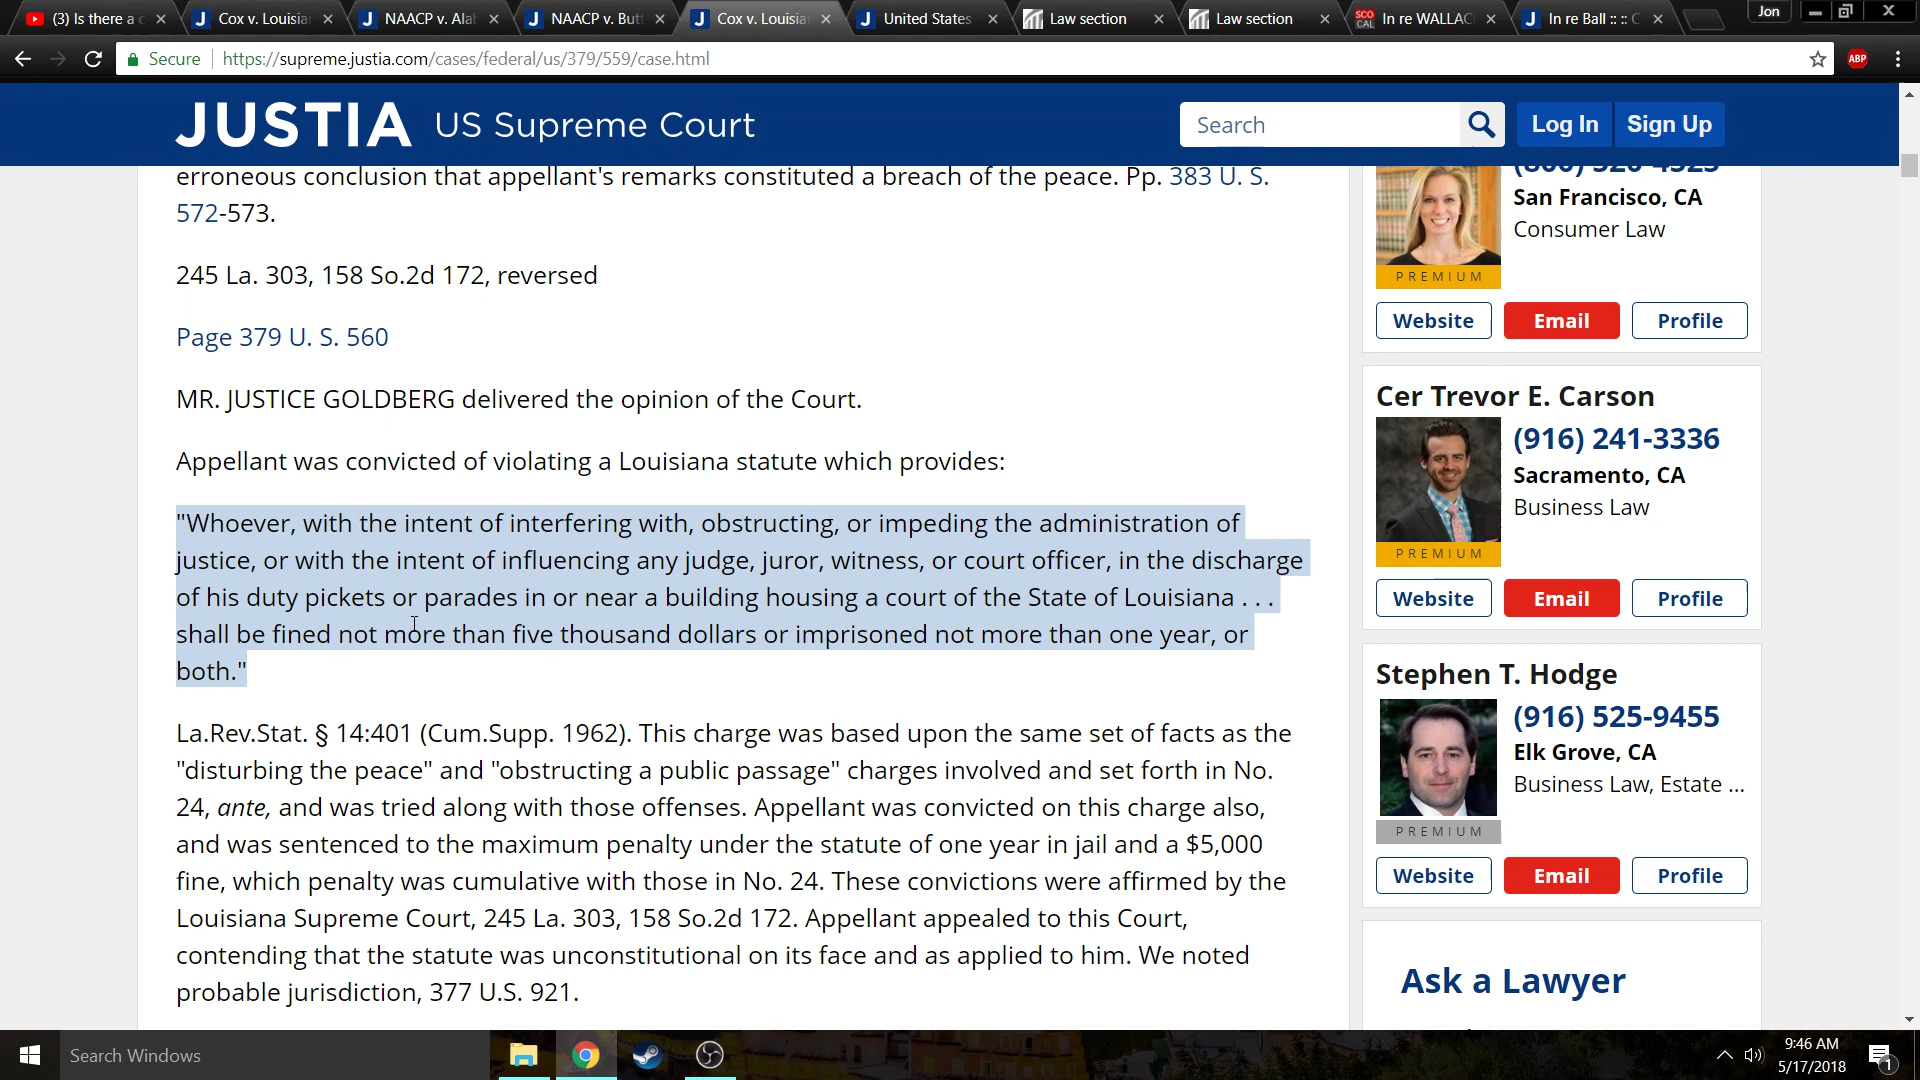 (3) Is there a c
Cox v. Louisia
NAACP v. Ala
NAACP v. Butt
Cox v. Louisia
United States
Law section
Law section
SCO CAL In re WALLAC
In re Ball :: :: C
Jon
Secure https://supreme.justia.com/cases/federal/us/379/559/case.html
ABP
JUSTIA US Supreme Court
Search
Log In Sign Up
erroneous conclusion that appellant's remarks constituted a breach of the peace. Pp. 383 U. S.
572-573.
245 La. 303, 158 So.2d 172, reversed
Page 379 U. S. 560
MR. JUSTICE GOLDBERG delivered the opinion of the Court.
Appellant was convicted of violating a Louisiana statute which provides:
"Whoever, with the intent of interfering with, obstructing, or impeding the administration of
justice, or with the intent of influencing any judge, juror, witness, or court officer, in the discharge
of his duty pickets or parades in or near a building housing a court of the State of Louisiana . . .
shall be fined not more than five thousand dollars or imprisoned not more than one year, or
both."
La.Rev.Stat. § 14:401 (Cum.Supp. 1962). This charge was based upon the same set of facts as the
"disturbing the peace" and "obstructing a public passage" charges involved and set forth in No.
24, ante, and was tried along with those offenses. Appellant was convicted on this charge also,
and was sentenced to the maximum penalty under the statute of one year in jail and a $5,000
fine, which penalty was cumulative with those in No. 24. These convictions were affirmed by the
Louisiana Supreme Court, 245 La. 303, 158 So.2d 172. Appellant appealed to this Court,
contending that the statute was unconstitutional on its face and as applied to him. We noted
probable jurisdiction, 377 U.S. 921.
San Francisco, CA
Consumer Law
PREMIUM
Website Email Profile
Cer Trevor E. Carson
(916) 241-3336
Sacramento, CA
Business Law
PREMIUM
Website Email Profile
Stephen T. Hodge
(916) 525-9455
Elk Grove, CA
Business Law, Estate ...
PREMIUM
Website Email Profile
Ask a Lawyer
Search Windows
9:46 AM
5/17/2018
1